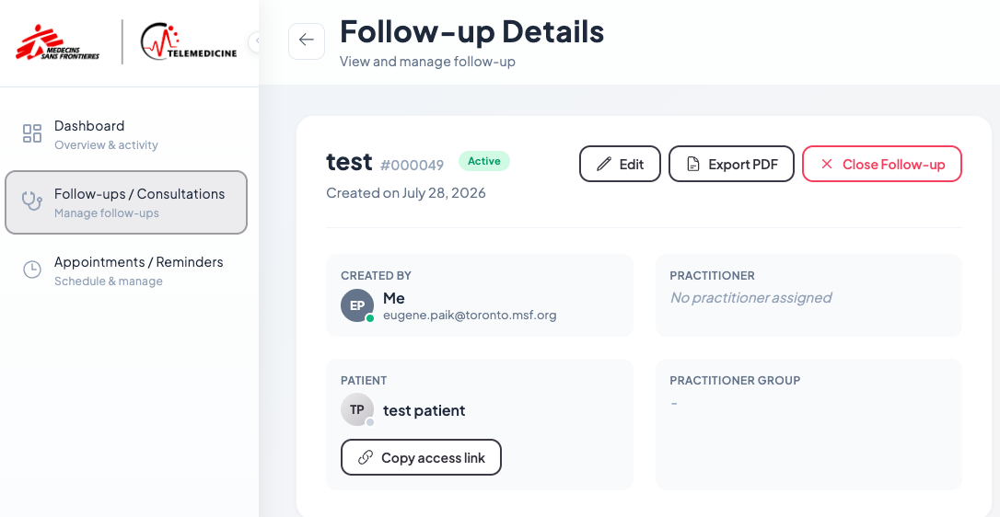 MEDECINS
SANS FRONTIERES
TELEMEDICINE
Follow-up Details
View and manage follow-up
Dashboard
Overview & activity
Follow-ups / Consultations
Manage follow-ups
Appointments / Reminders
Schedule & manage
test #000049 Active
Edit
Export PDF
Close Follow-up
Created on July 28, 2026
CREATED BY
EP
Me
eugene.paik@toronto.msf.org
PRACTITIONER
No practitioner assigned
PATIENT
TP
test patient
Copy access link
PRACTITIONER GROUP
-